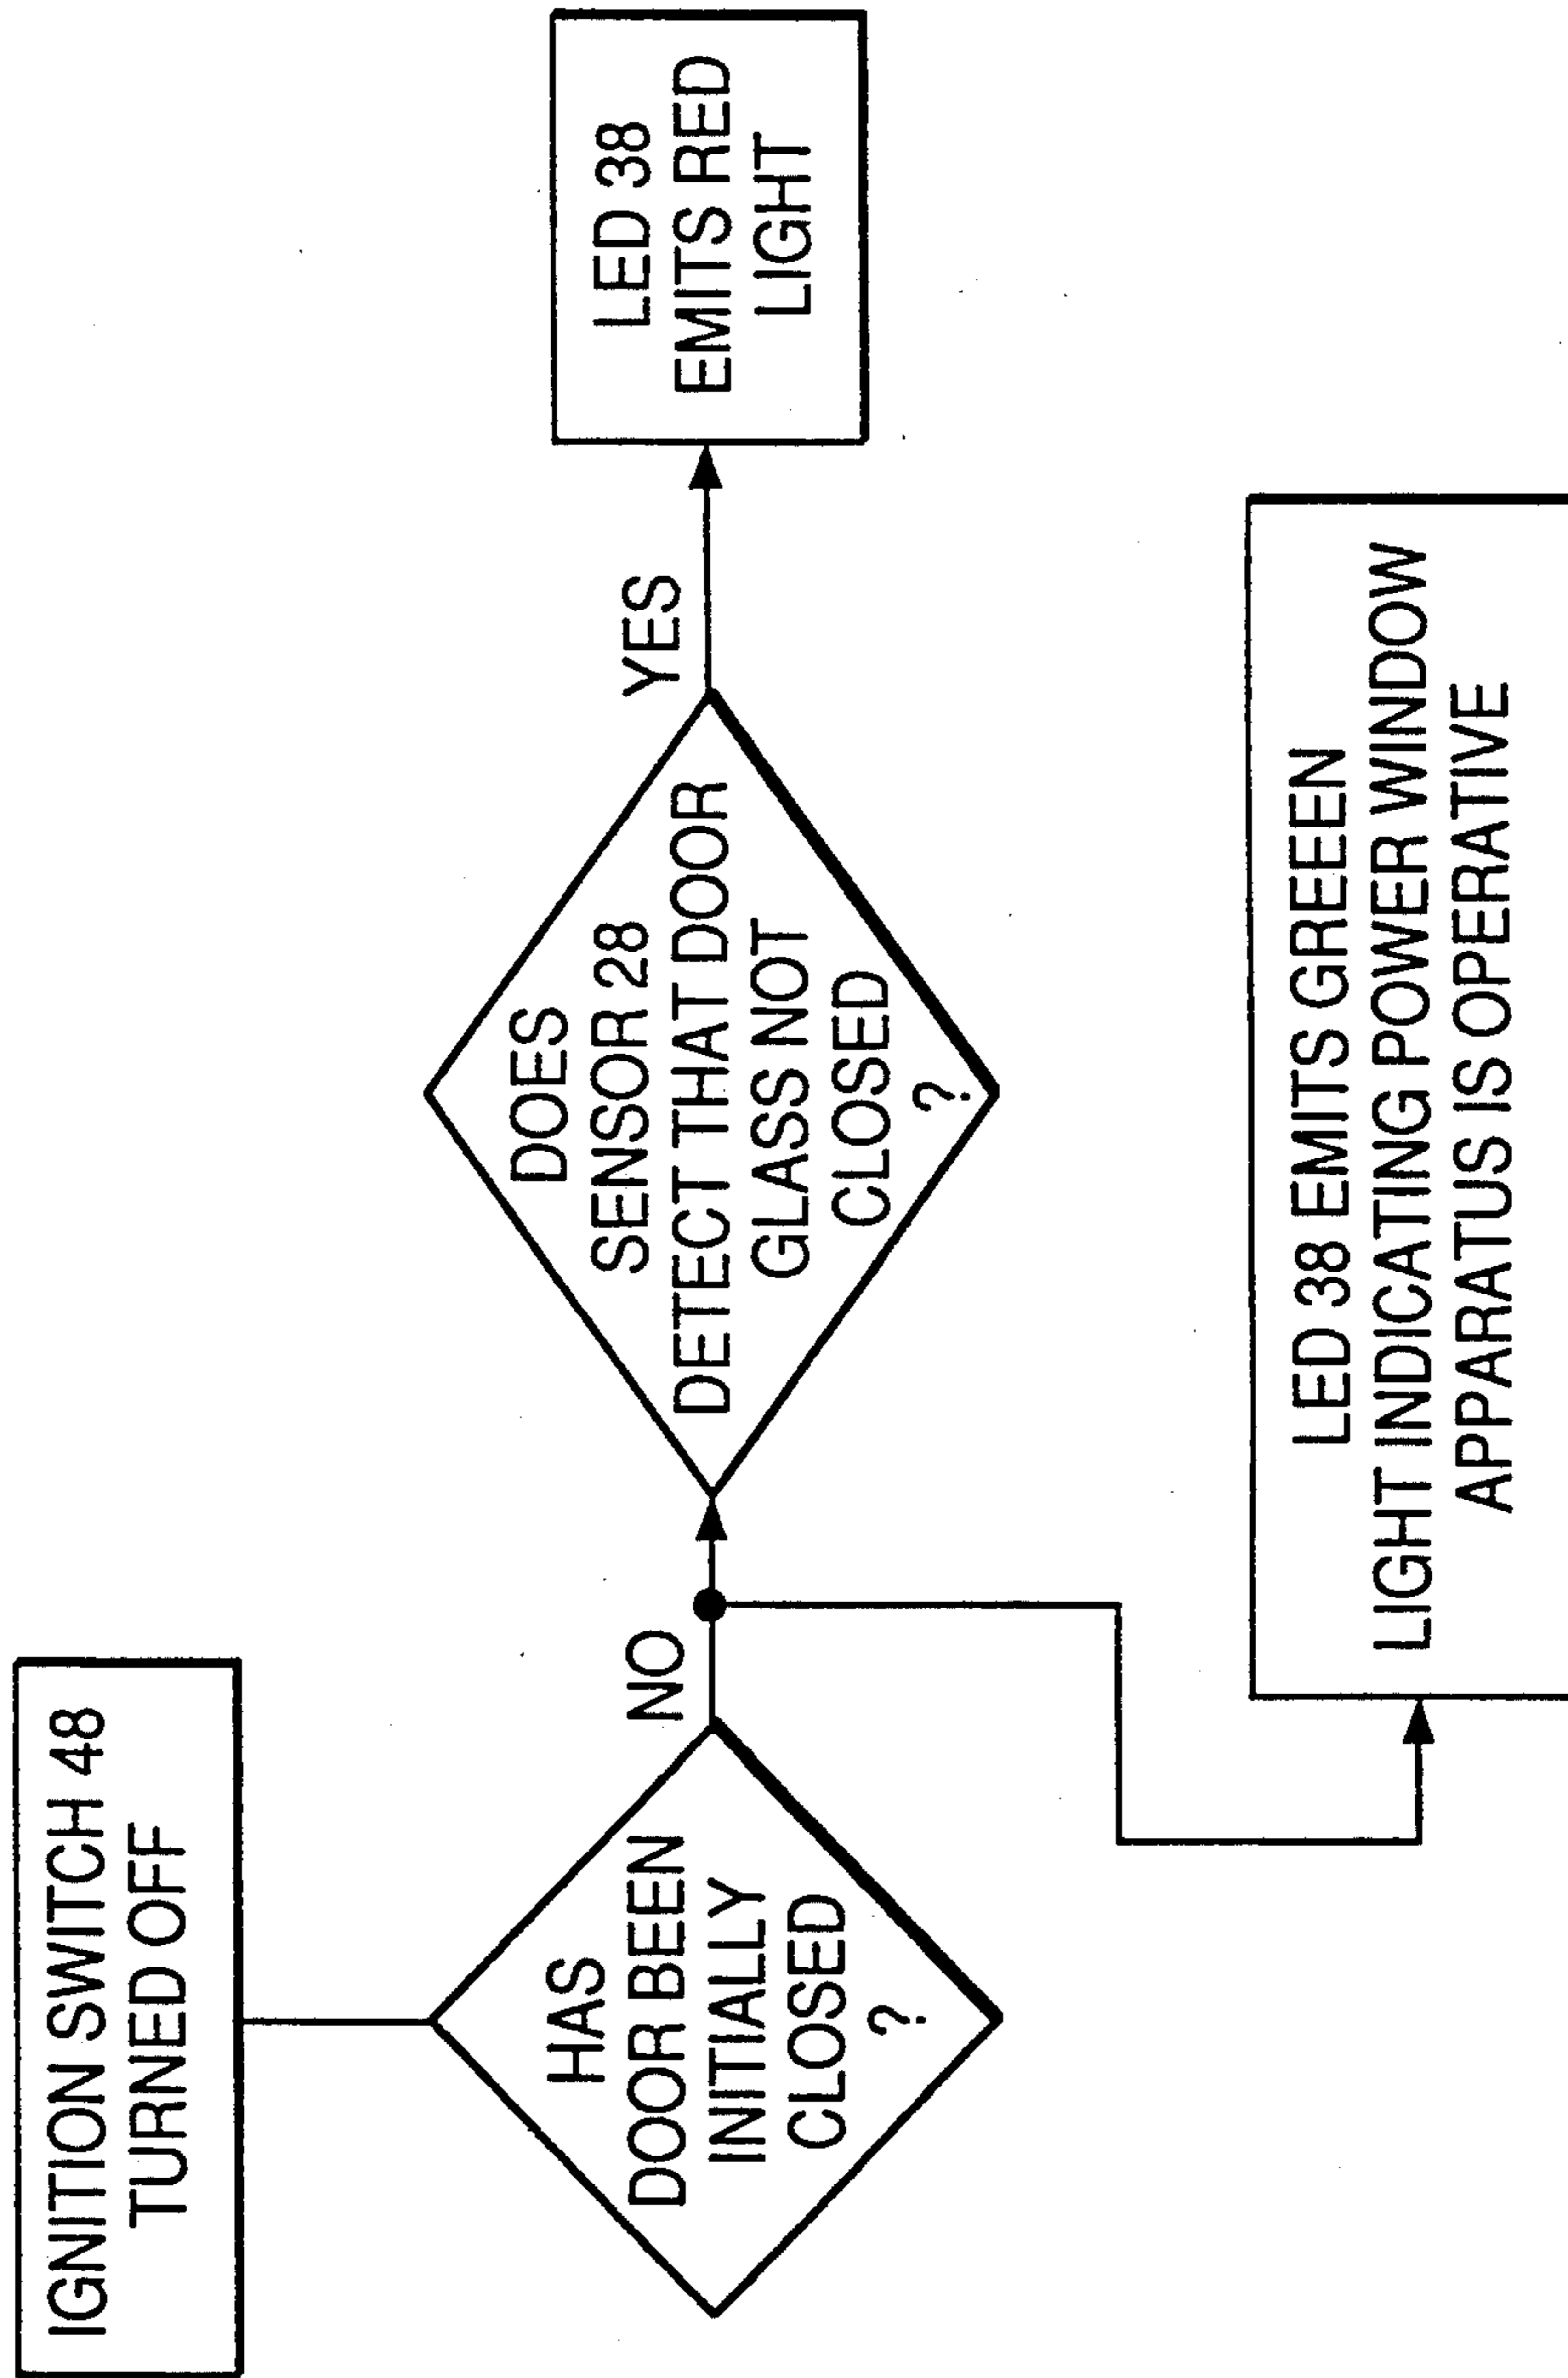 IGNITION SWITCH 48
TURNED OFF
HAS
DOOR BEEN
INITIALLY
CLOSED
?
NO
DOES
SENSOR 28
DETECT THAT DOOR
GLASS NOT
CLOSED
?
YES
LED 38
EMITS RED
LIGHT
LED 38 EMITS GREEN
LIGHT INDICATING POWER WINDOW
APPARATUS IS OPERATIVE